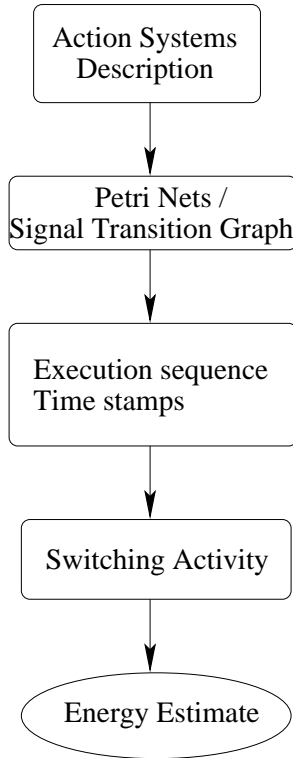 Action Systems
Description
Petri Nets /
Signal Transition Graph
Execution sequence
Time stamps
Switching Activity
Energy Estimate